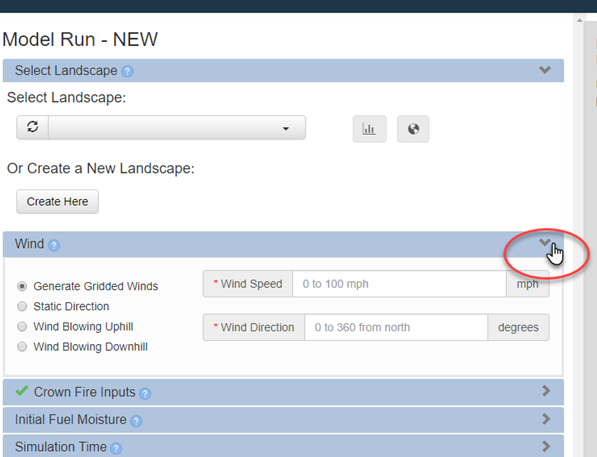 Model Run - NEW
Select Landscape ?
Select Landscape:
Or Create a New Landscape:
Create Here
Wind ?
Generate Gridded Winds
Static Direction
Wind Blowing Uphill
Wind Blowing Downhill
* Wind Speed 0 to 100 mph mph
* Wind Direction 0 to 360 from north degrees
Crown Fire Inputs ?
Initial Fuel Moisture ?
Simulation Time ?